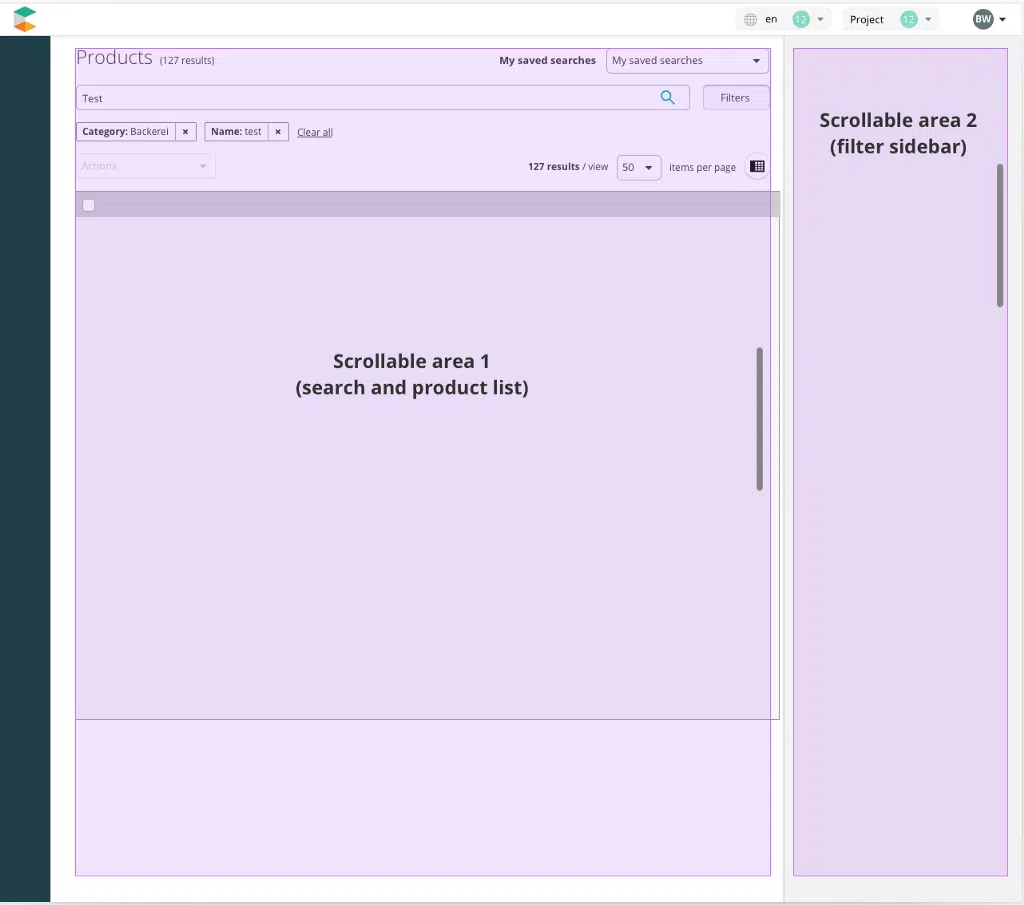 en 12 Project 12 BW
Products (127 results) My saved searches My saved searches
Test Filters
Category: Backerei × Name: test × Clear all
Actions 127 results / view 50 items per page
Scrollable area 2
(filter sidebar)
Scrollable area 1
(search and product list)